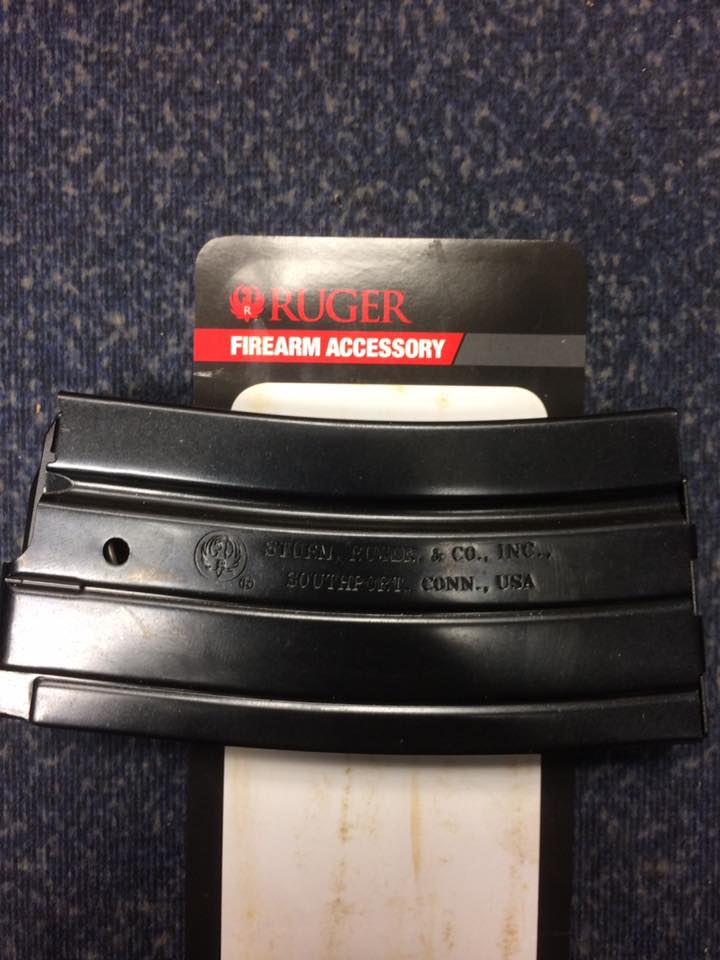 RUGER
FIREARM ACCESSORY
STURM, RUGER, & CO., INC.,
SOUTHPORT, CONN., USA
R